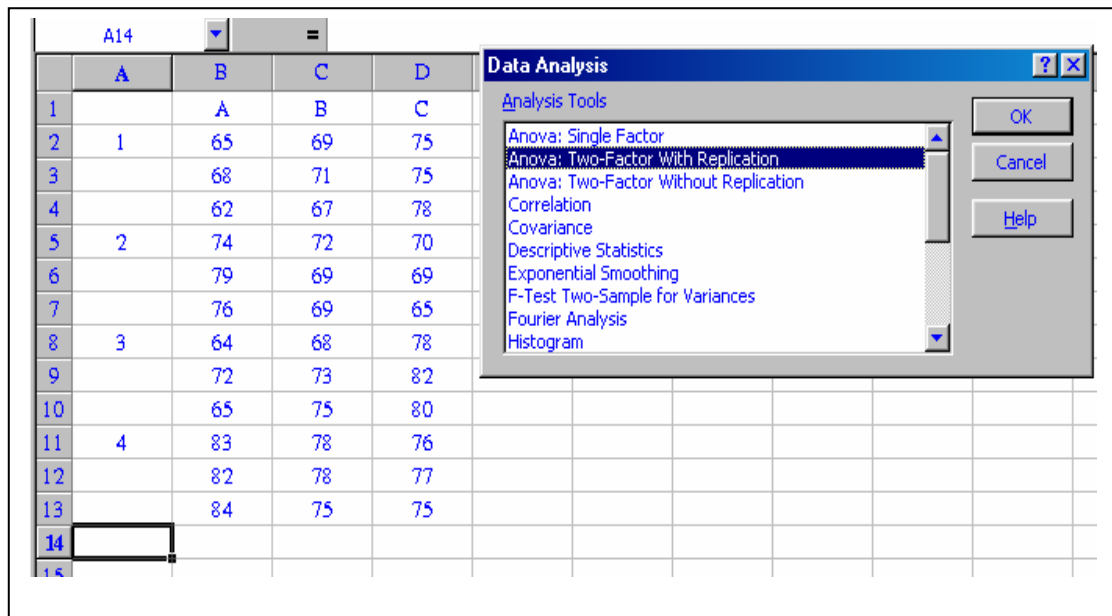 A14 =
A B C D
1 A B C
2 1 65 69 75
3 68 71 75
4 62 67 78
5 2 74 72 70
6 79 69 69
7 76 69 65
8 3 64 68 78
9 72 73 82
10 65 75 80
11 4 83 78 76
12 82 78 77
13 84 75 75
14
15
Data Analysis ? ×
Analysis Tools
Anova: Single Factor
Anova: Two-Factor With Replication
Anova: Two-Factor Without Replication
Correlation
Covariance
Descriptive Statistics
Exponential Smoothing
F-Test Two-Sample for Variances
Fourier Analysis
Histogram
OK
Cancel
Help